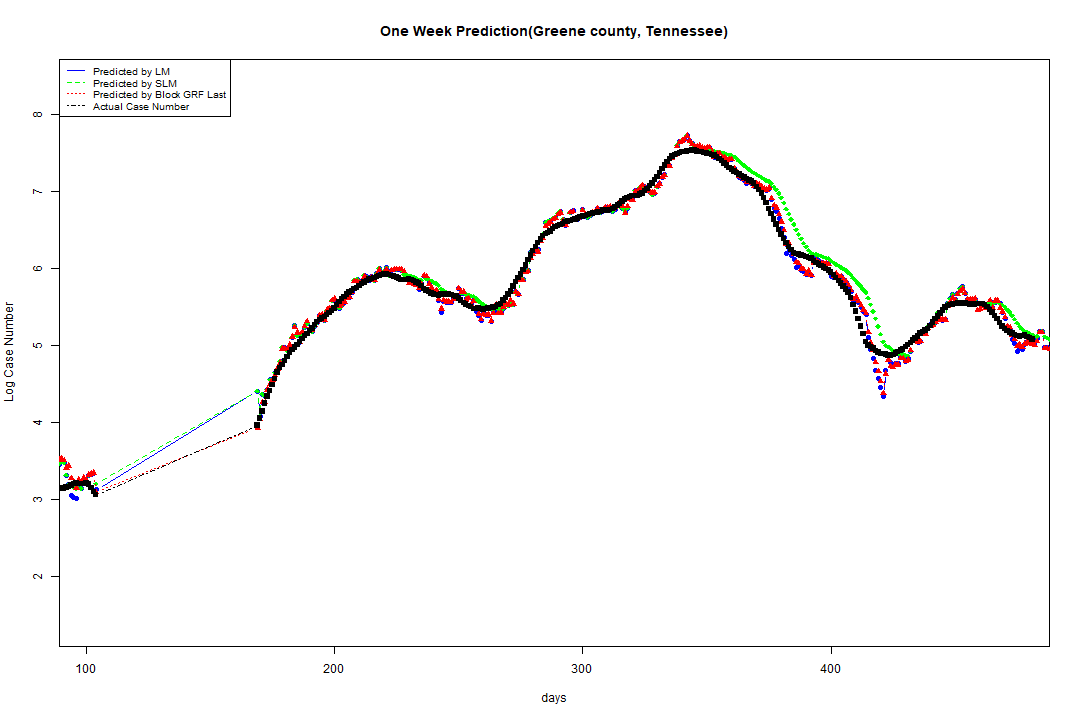 One Week Prediction(Greene county, Tennessee)
Predicted by LM
Predicted by SLM
Predicted by Block GRF Last
Actual Case Number
8
7
6
5
4
3
2
Log Case Number
100 200 300 400
days